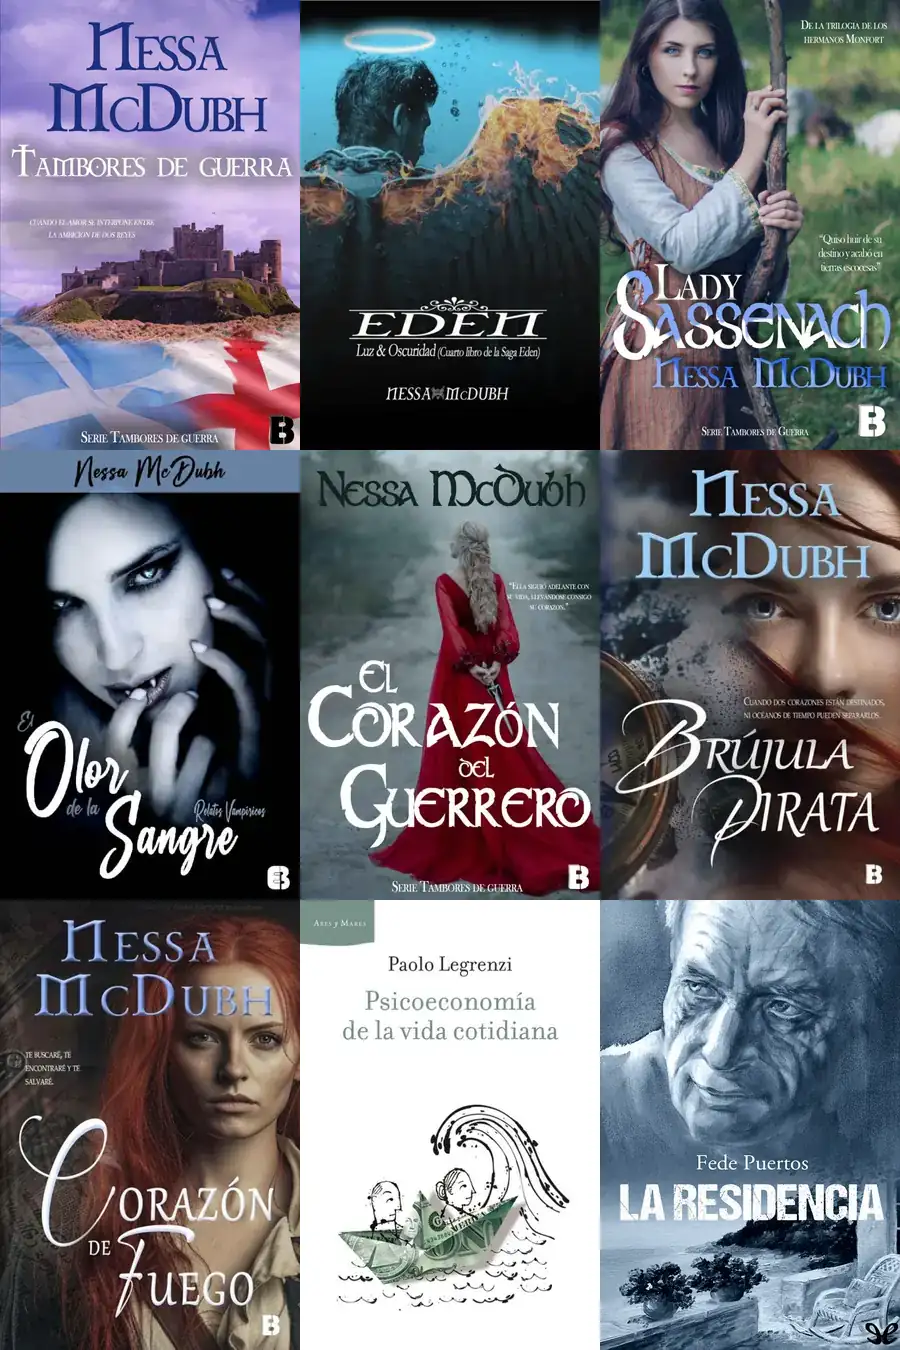 NESSA
MCDUBH
TAMBORES DE GUERRA
CUANDO EL AMOR SE INTERPONE ENTRE
LA AMBICIÓN DE DOS REYES
SERIE TAMBORES DE GUERRA
B
EDEN
Luz & Oscuridad (Cuarto libro de la Saga Eden)
NESSA MCDUBH
DE LA TRILOGIA DE LOS
HERMANOS MONFORT
“Quiso huir de su
destino y acabó en
tierras escocesas”
LADY
SASSENACH
NESSA MCDUBH
SERIE TAMBORES DE GUERRA
B
Nessa McDubh
El
Olor
de la
Sangre
Relatos Vampíricos
B
NESSA MCDUBH
“ELLA SIGUIÓ ADELANTE CON
SU VIDA, LLEVÁNDOSE CONSIGO
SU CORAZÓN.”
EL
CORAZÓN
DEL
GUERRERO
SERIE TAMBORES DE GUERRA
B
NESSA
MCDUBH
CUANDO DOS CORAZONES ESTÁN DESTINADOS,
NI OCÉANOS DE TIEMPO PUEDEN SEPARARLOS.
BRÚJULA
PIRATA
B
NESSA
MCDUBH
TE BUSCARÉ, TE
ENCONTRARÉ Y TE
SALVARÉ.
CORAZÓN
DE
FUEGO
B
ARES Y MARES
Paolo Legrenzi
Psicoeconomía
de la vida cotidiana
Fede Puertos
LA RESIDENCIA